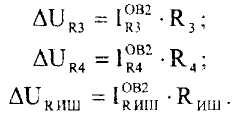 ΔU_R3 = I_R3^ОВ2 · R_3 ;
ΔU_R4 = I_R4^ОВ2 · R_4 ;
ΔU_RИШ = I_RИШ^ОВ2 · R_ИШ .